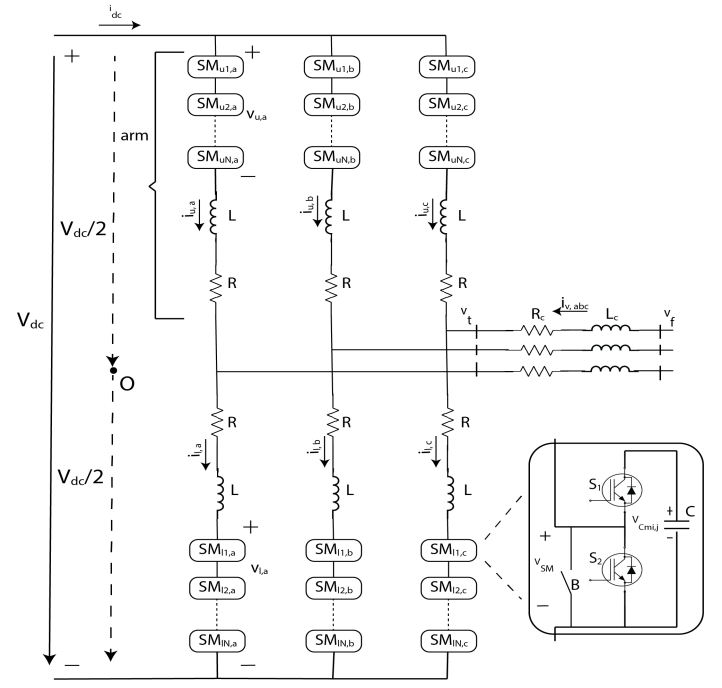 i_dc
+ + +
SM_u1,a SM_u1,b SM_u1,c
SM_u2,a SM_u2,b SM_u2,c
v_u,a
arm
SM_uN,a SM_uN,b SM_uN,c
−
i_u,a L i_u,b L i_u,c L
V_dc/2
R R R
V_dc
v_t R_c i_v,abc L_c v_f
O
R R R
i_l,a i_l,b i_l,c
V_dc/2
L L L
+
SM_l1,a SM_l1,b SM_l1,c
v_l,a
SM_l2,a SM_l2,b SM_l2,c
SM_lN,a SM_lN,b SM_lN,c
− −
S_1
v_Cmi,j + C
−
+
S_2
v_SM B
−